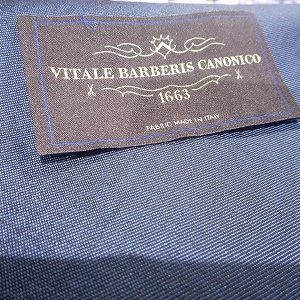 VITALE BARBERIS CANONICO
1663
FABRIC MADE IN ITALY